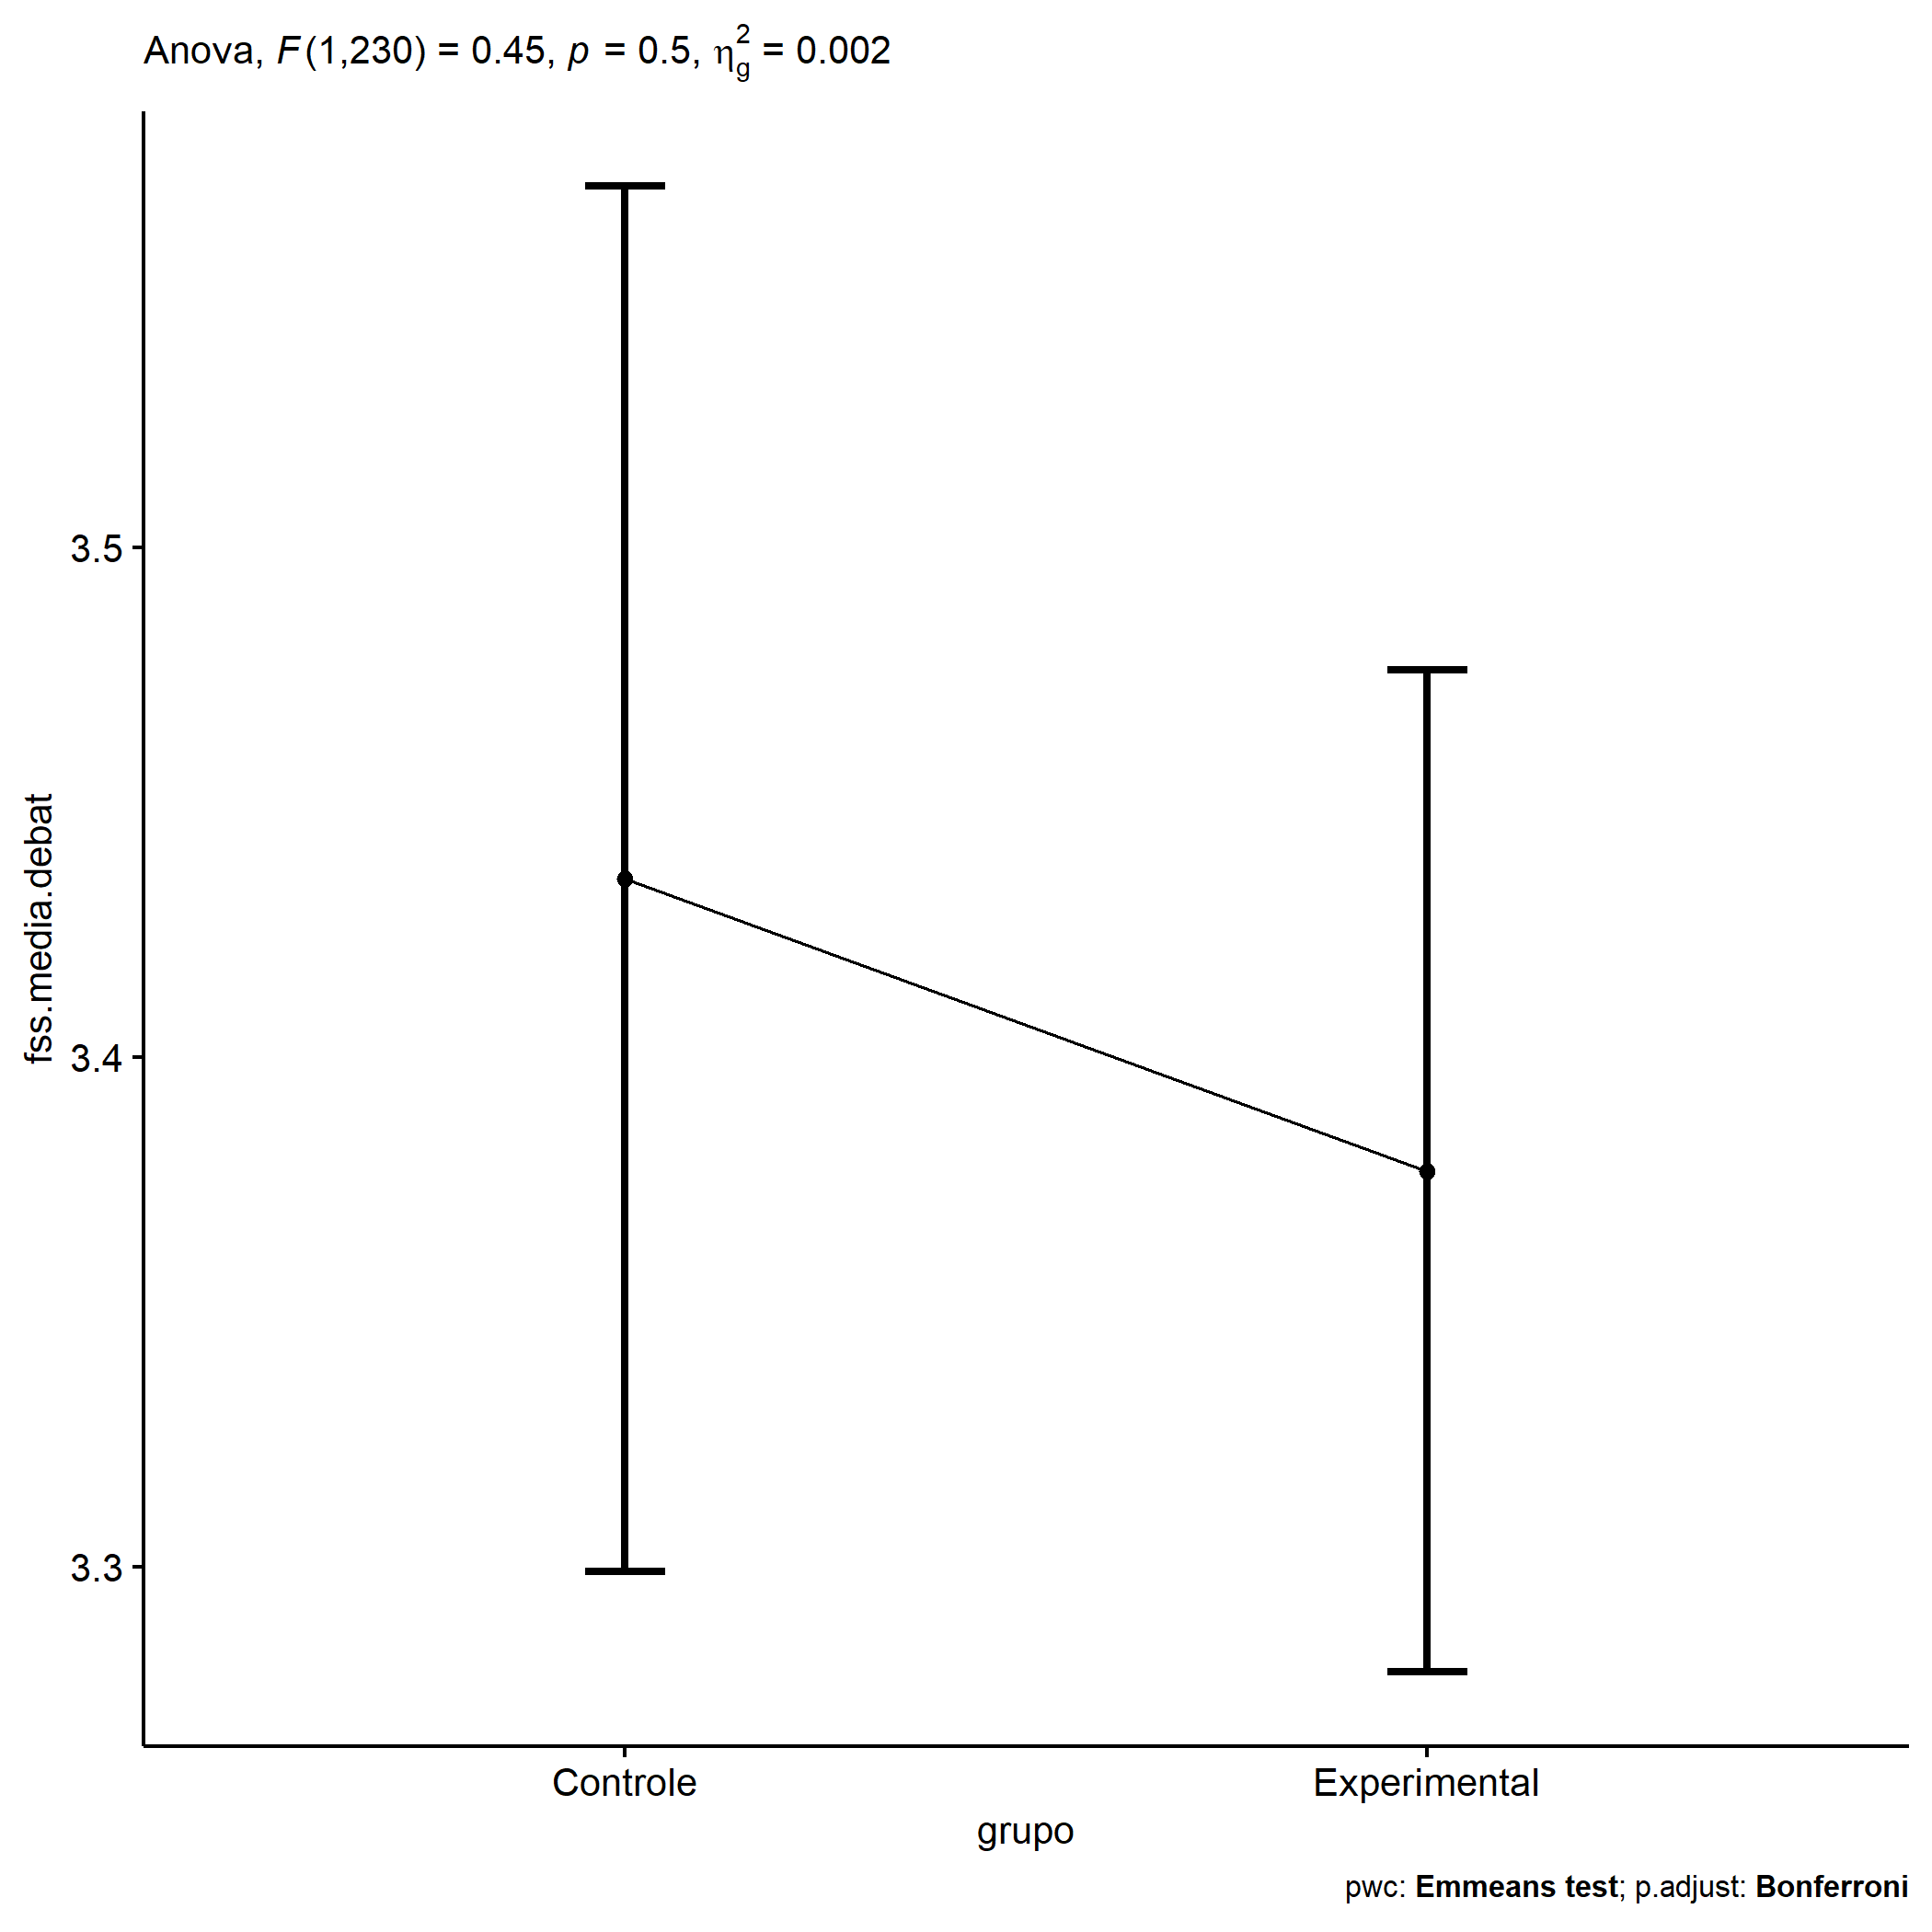 Anova, F(1,230) = 0.45, p = 0.5, η²g = 0.002
3.5
3.4
3.3
fss.media.debat
Controle
Experimental
grupo
pwc: Emmeans test; p.adjust: Bonferroni